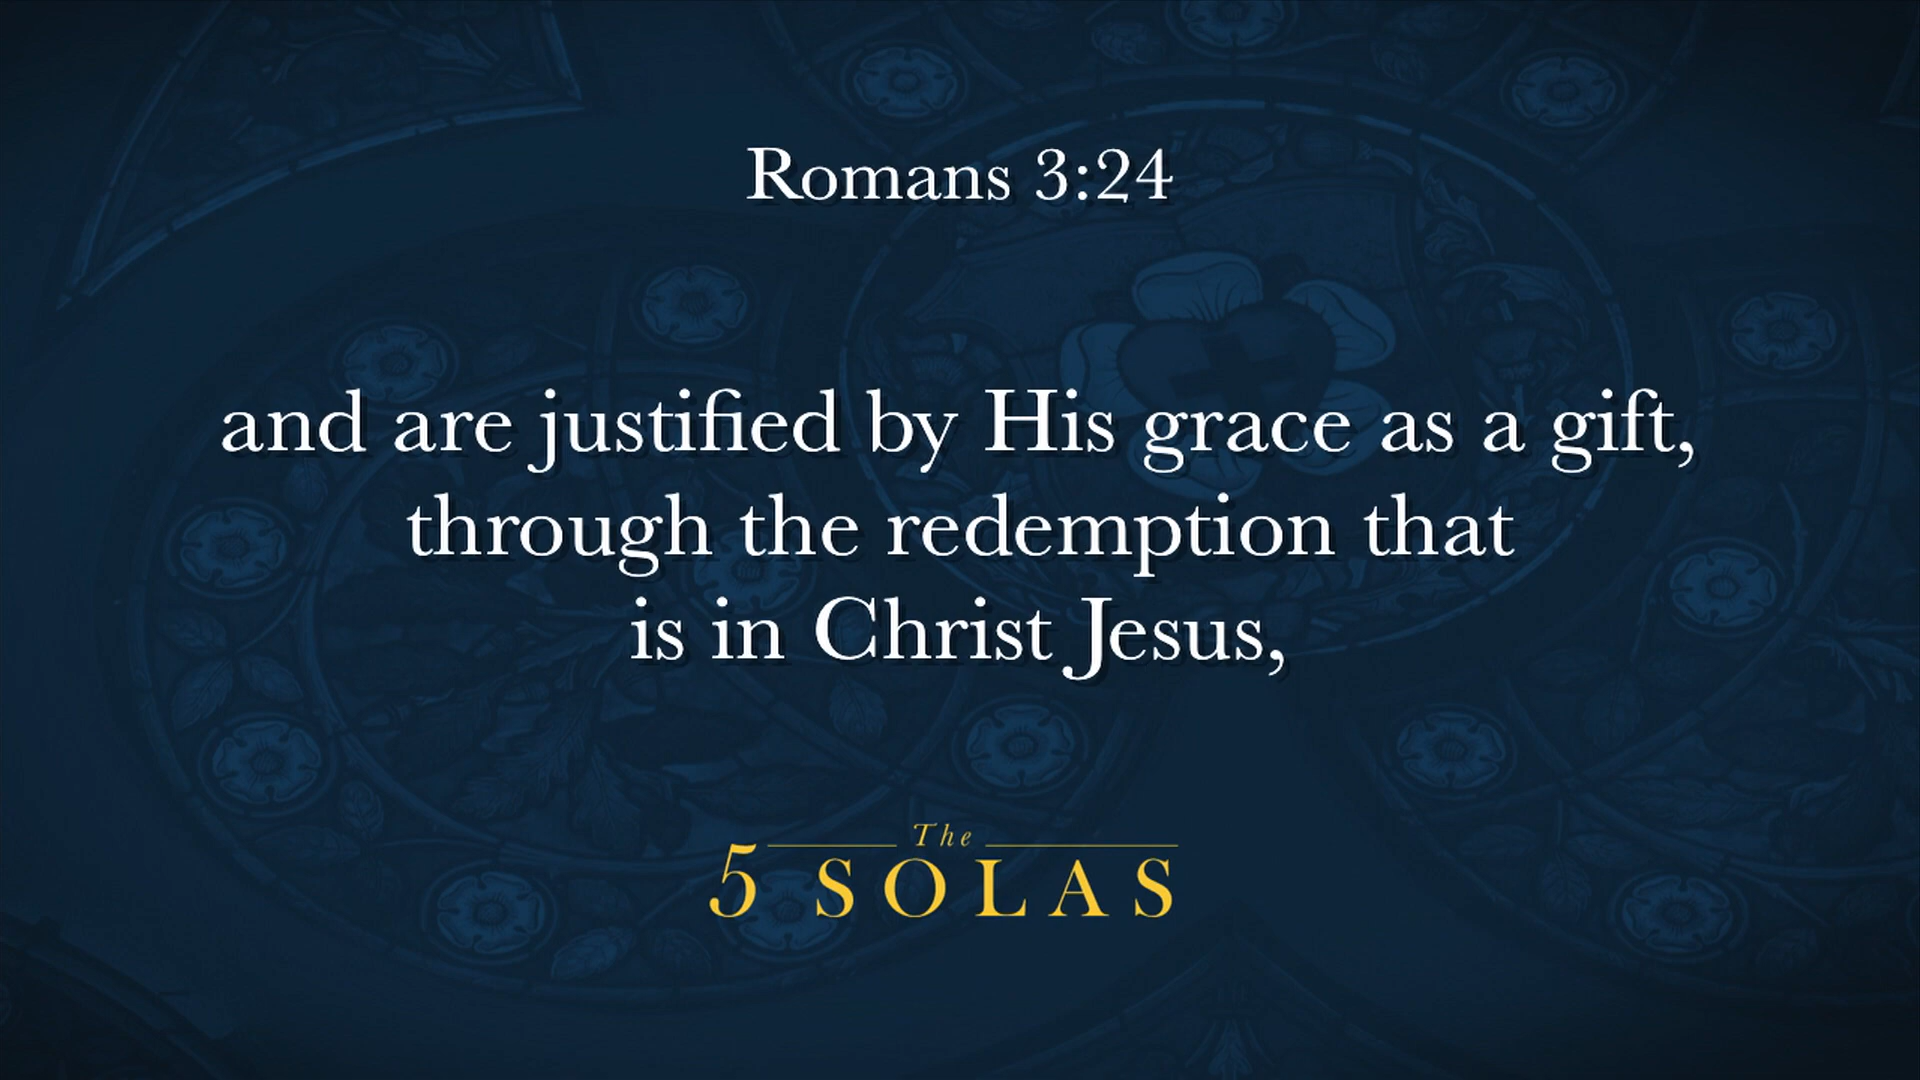 Romans 3:24
and are justified by His grace as a gift,
through the redemption that
is in Christ Jesus,
The
5 SOLAS